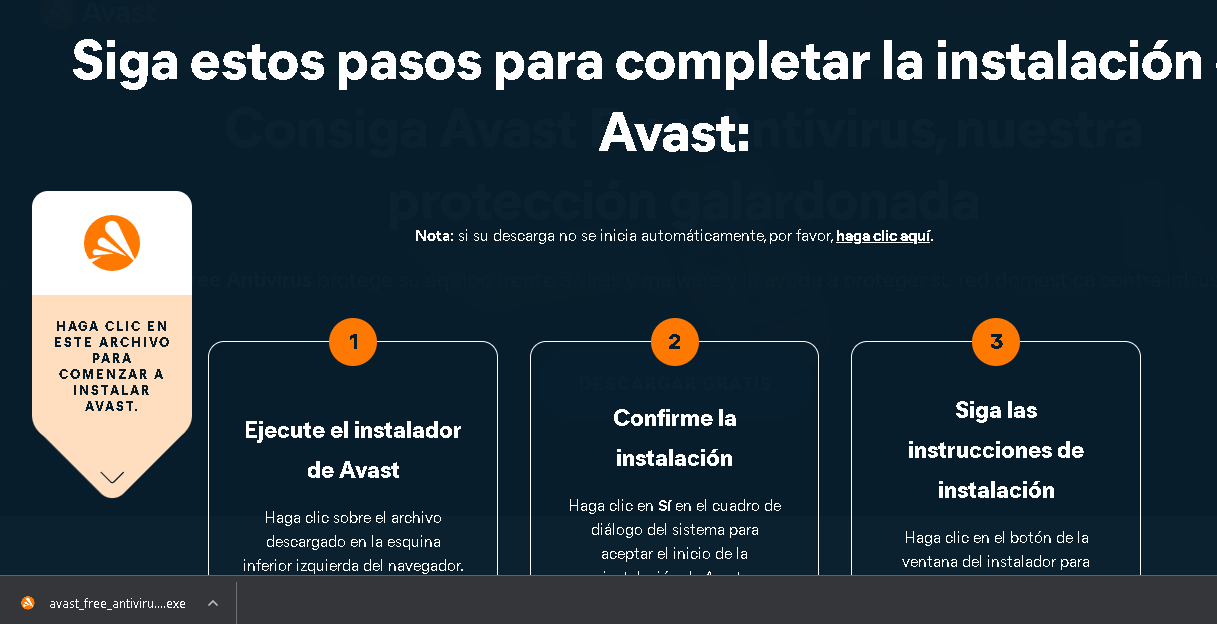 Avast
Siga estos pasos para completar la instalación
Avast:
Consiga Avast Antivirus, nuestra
protección galardonada
Nota: si su descarga no se inicia automáticamente, por favor, haga clic aquí.
HAGA CLIC EN
ESTE ARCHIVO
PARA
COMENZAR A
INSTALAR
AVAST.
1
Ejecute el instalador
de Avast
Haga clic sobre el archivo
descargado en la esquina
inferior izquierda del navegador.
2
DESCARGAR GRATIS
Confirme la
instalación
Haga clic en Sí en el cuadro de
diálogo del sistema para
aceptar el inicio de la
3
Siga las
instrucciones de
instalación
Haga clic en el botón de la
ventana del instalador para
avast_free_antiviru....exe